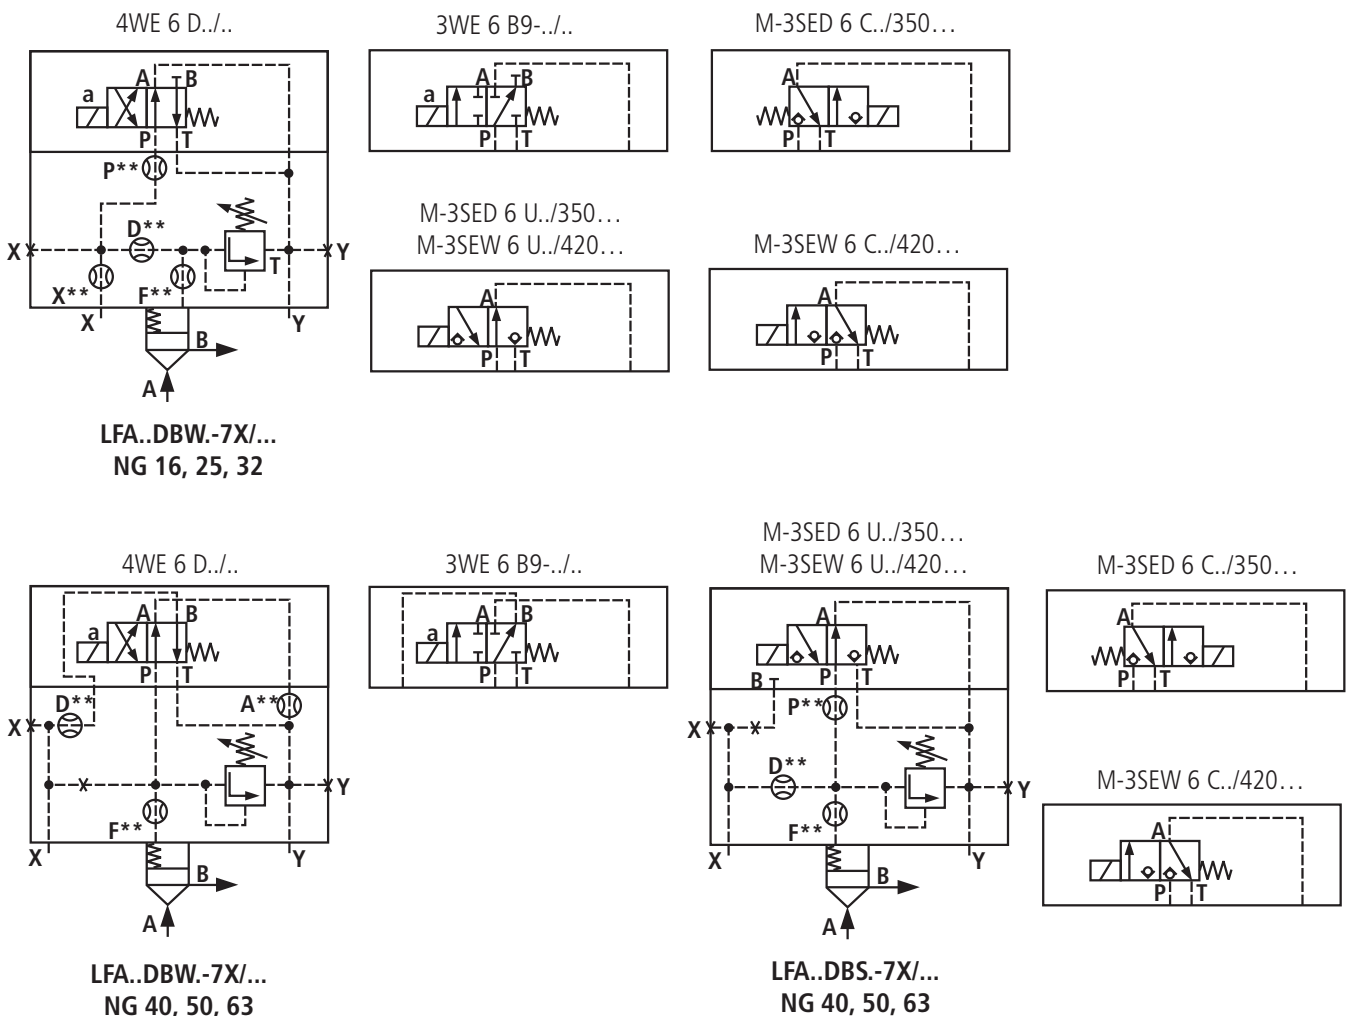 4WE 6 D../..
3WE 6 B9-../..
M-3SED 6 C../350...
A B
a
P T
P**
D**
X Y
T
X** F**
X Y
B
A
LFA..DBW.-7X/...
NG 16, 25, 32
A B
a
P T
A
P T
M-3SED 6 U../350...
M-3SEW 6 U../420...
A
P T
M-3SEW 6 C../420...
A
P T
4WE 6 D../..
A B
a
P T
D** A**
X
Y
F**
X Y
B
A
LFA..DBW.-7X/...
NG 40, 50, 63
3WE 6 B9-../..
A B
a
P T
M-3SED 6 U../350...
M-3SEW 6 U../420...
A
P T
B
P**
X
D**
Y
F**
X Y
B
A
LFA..DBS.-7X/...
NG 40, 50, 63
M-3SED 6 C../350...
A
P T
M-3SEW 6 C../420...
A
P T